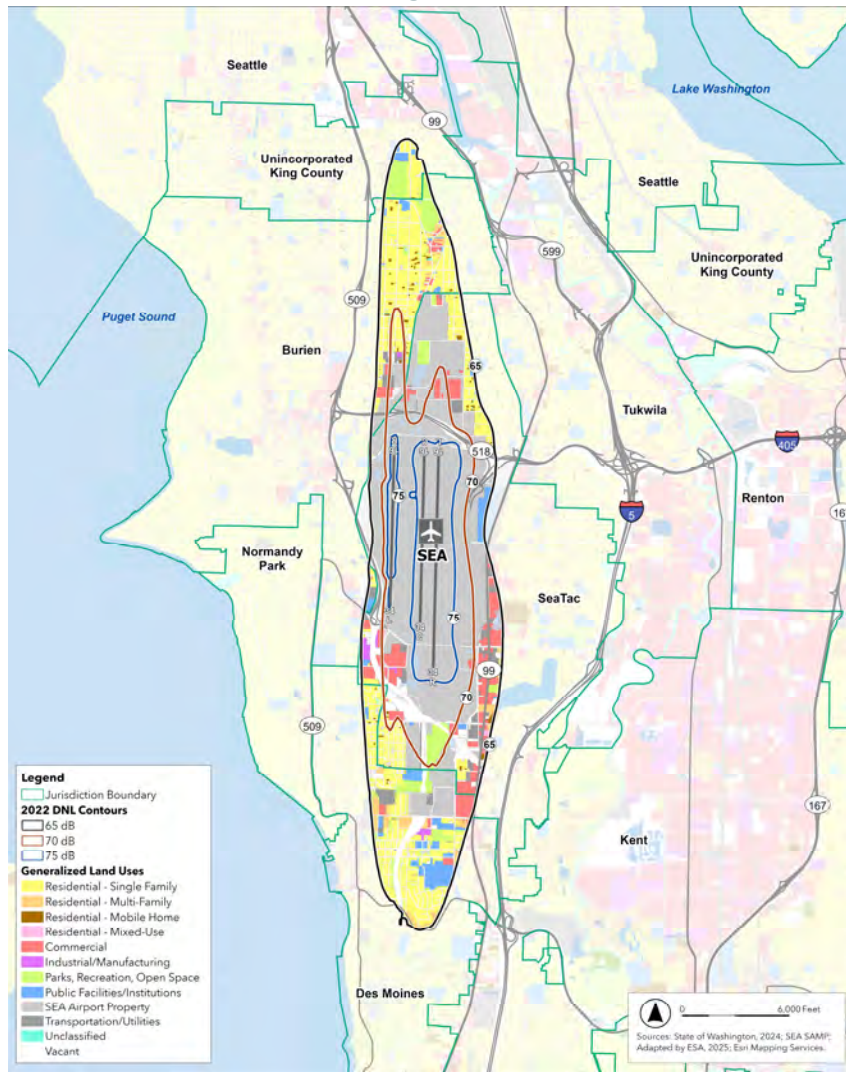 Seattle
Lake Washington
99
Unincorporated
King County
Seattle
599
Unincorporated
King County
509
Puget Sound
Burien
65
Tukwila
518
405
70
75
Renton
5
167
Normandy
Park
SEA
SeaTac
75
99
70
509
65
167
Kent
Des Moines
Legend
Jurisdiction Boundary
2022 DNL Contours
65 dB
70 dB
75 dB
Generalized Land Uses
Residential - Single Family
Residential - Multi-Family
Residential - Mobile Home
Residential - Mixed-Use
Commercial
Industrial/Manufacturing
Parks, Recreation, Open Space
Public Facilities/Institutions
SEA Airport Property
Transportation/Utilities
Unclassified
Vacant
0 6,000 Feet
Sources: State of Washington, 2024; SEA SAMP;
Adapted by ESA, 2025; Esri Mapping Services.